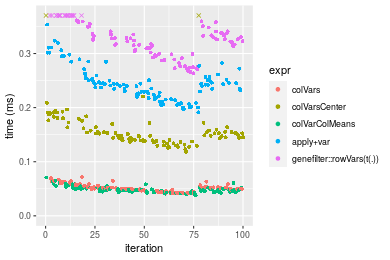 0.3
0.2
0.1
0.0
time (ms)
0
25
50
75
100
iteration
expr
colVars
colVarsCenter
colVarColMeans
apply+var
genefilter::rowVars(t(.))